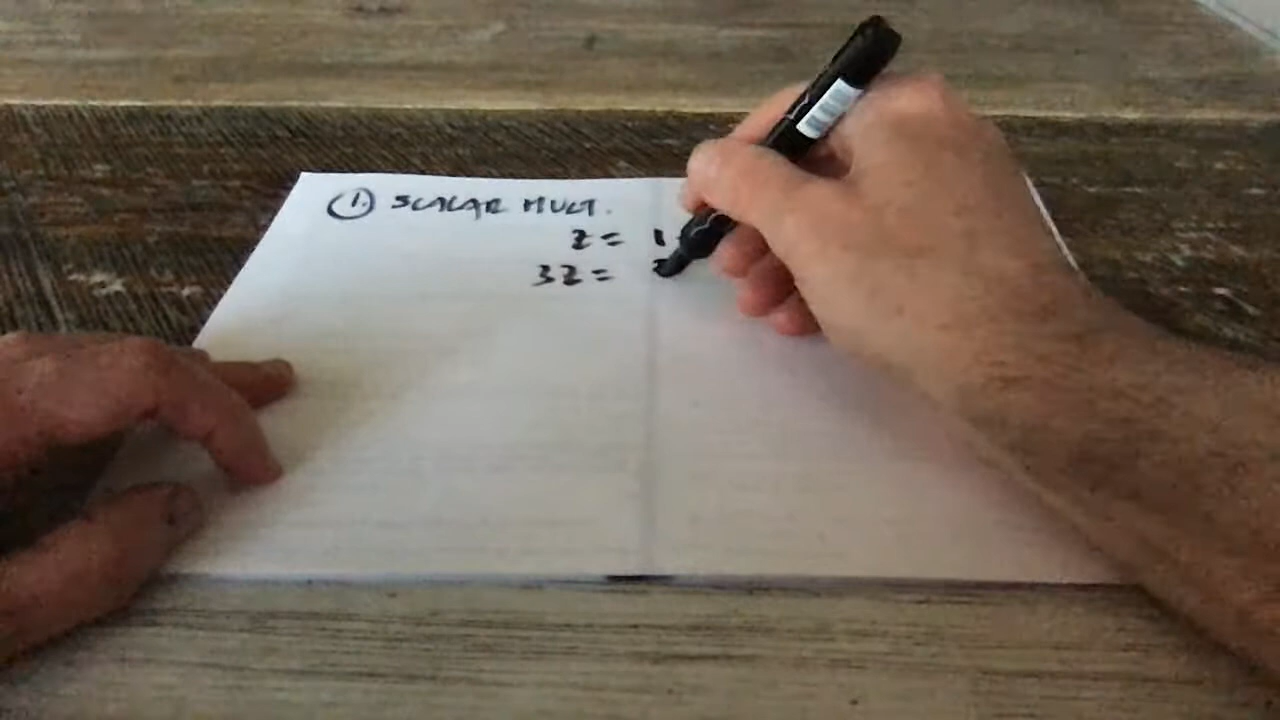 1. SCALAR MULT.
z = 1
3z =